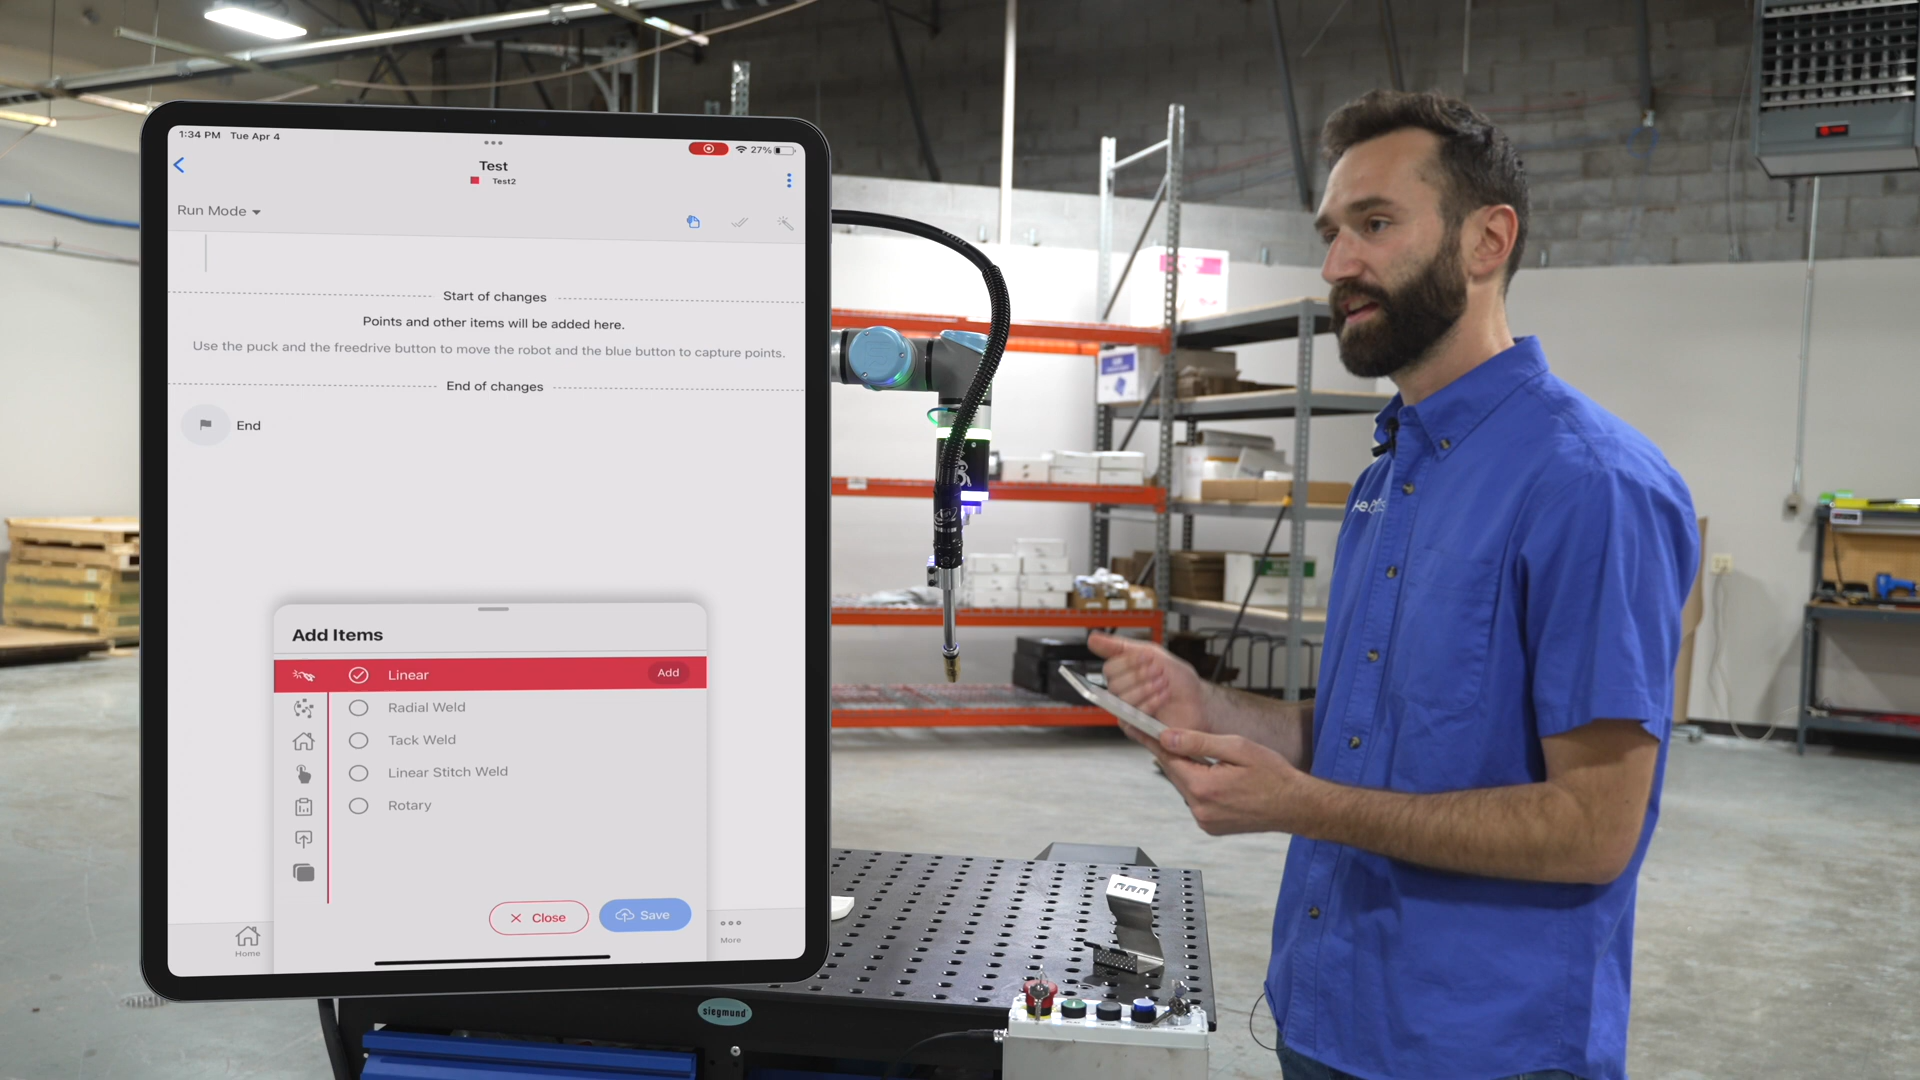 1:34 PM Tue Apr 4
27%
Test
Test2
Run Mode
Start of changes
Points and other items will be added here.
Use the puck and the freedrive button to move the robot and the blue button to capture points.
End of changes
End
Add Items
Linear
Add
Radial Weld
Tack Weld
Linear Stitch Weld
Rotary
Close
Save
Home
More
siegmund